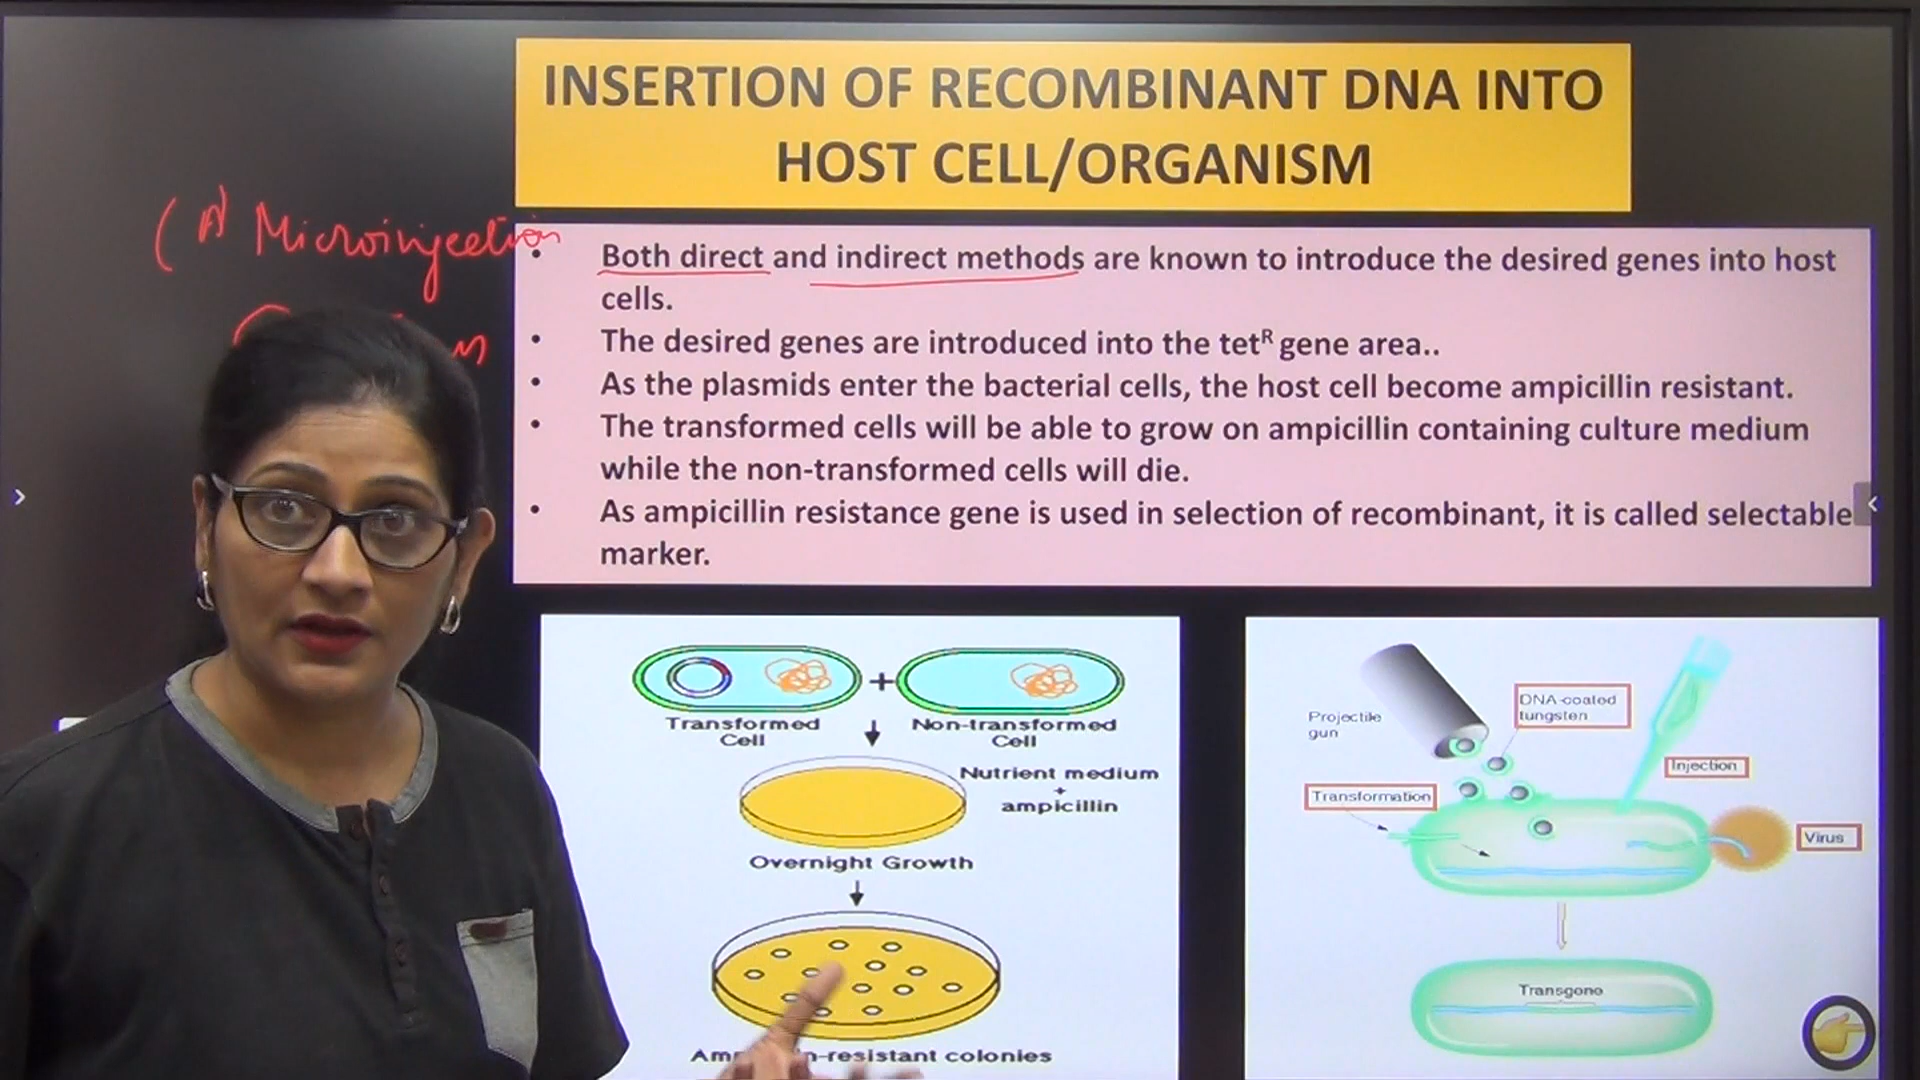 INSERTION OF RECOMBINANT DNA INTO
HOST CELL/ORGANISM
(A) Microinjection
• Both direct and indirect methods are known to introduce the desired genes into host
cells.
• The desired genes are introduced into the tetᴿ gene area..
• As the plasmids enter the bacterial cells, the host cell become ampicillin resistant.
• The transformed cells will be able to grow on ampicillin containing culture medium
while the non-transformed cells will die.
• As ampicillin resistance gene is used in selection of recombinant, it is called selectable
marker.
+
Transformed
Cell
Non-transformed
Cell
Nutrient medium
+
ampicillin
Overnight Growth
-resistant colonies
Projectile
gun
DNA-coated
tungsten
Injection
Transformation
Virus
Transgene